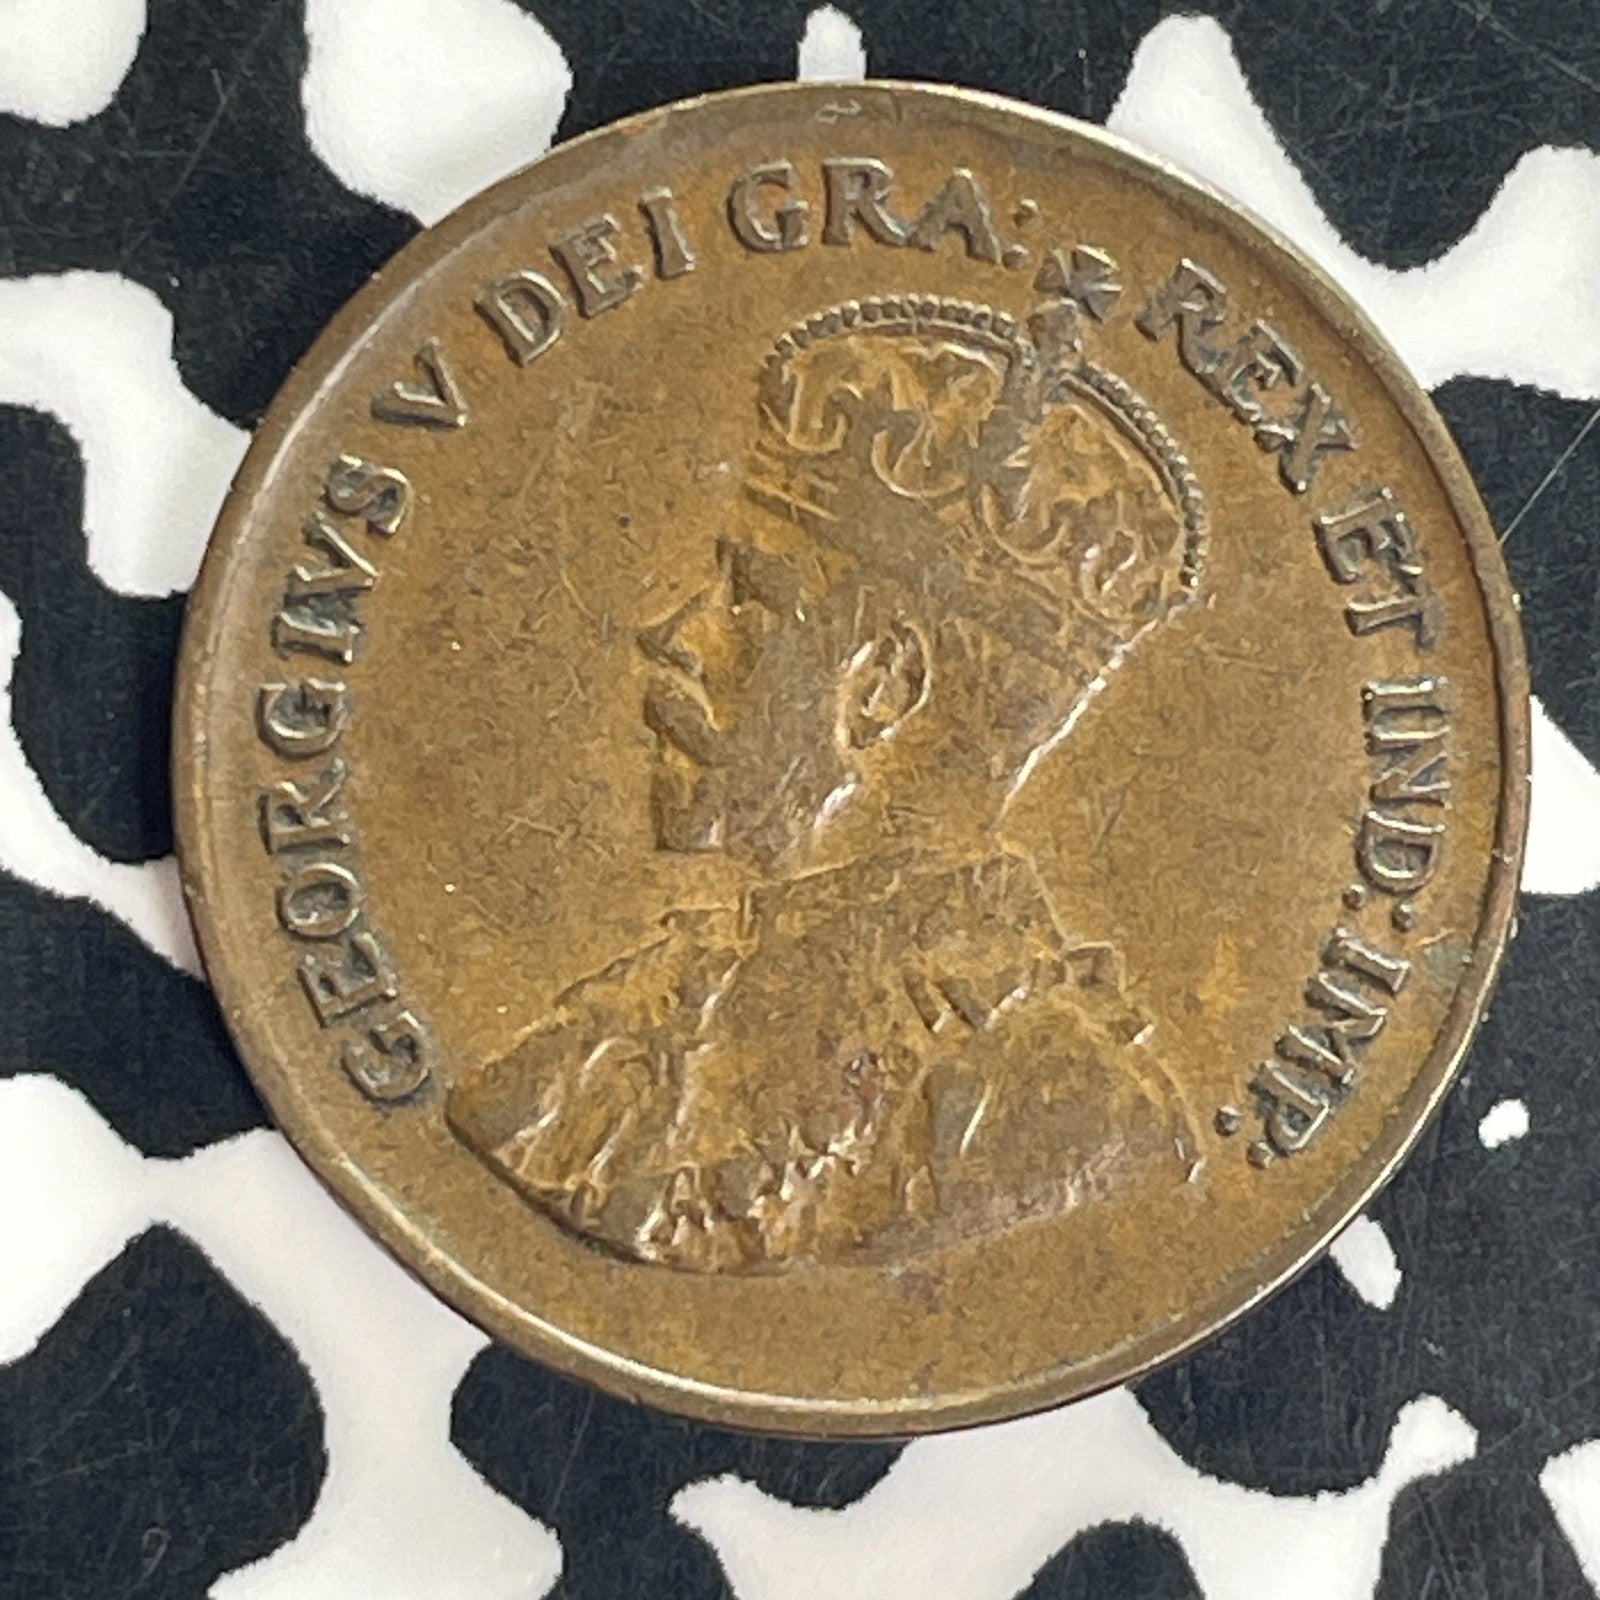 GEORGIVS V DEI GRA: REX ET IND: IMP: